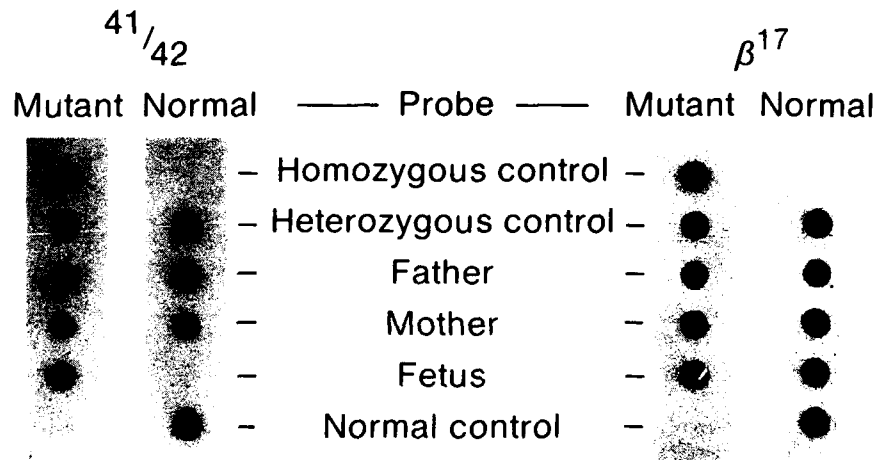 41/42 β17
Mutant Normal — Probe — Mutant Normal
– Homozygous control –
– Heterozygous control –
– Father –
– Mother –
– Fetus –
– Normal control –